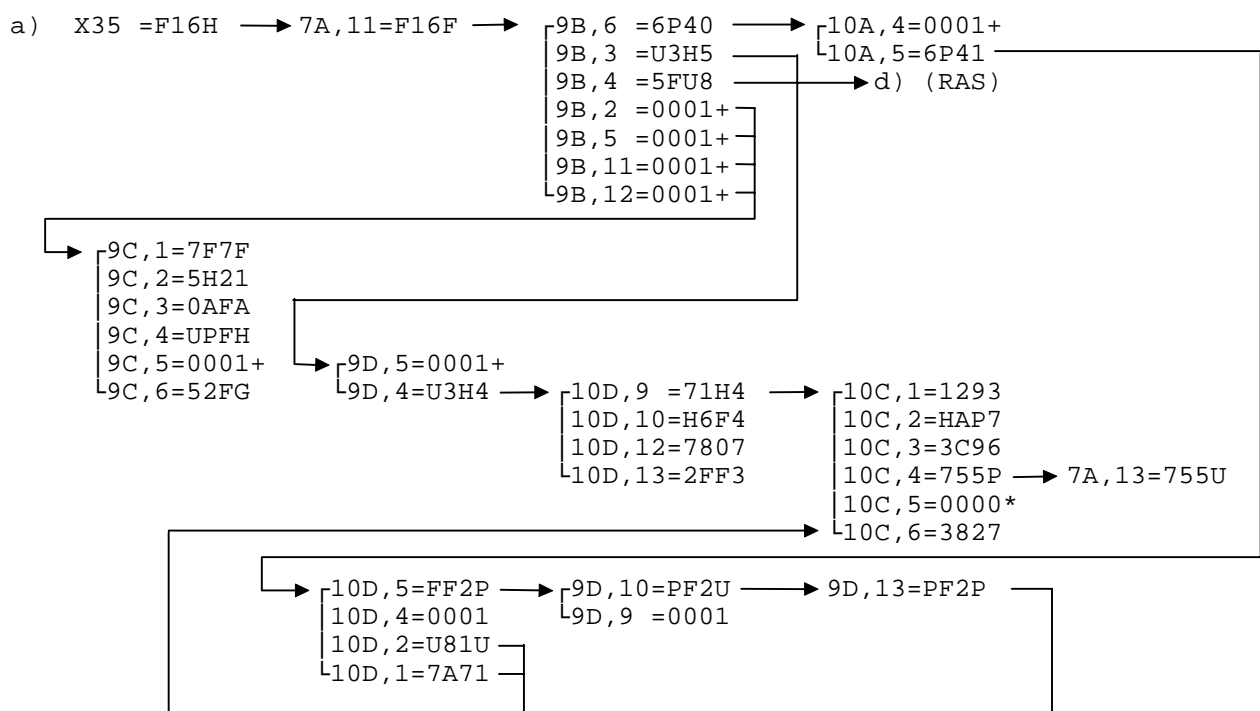 a) X35 =F16H 7A,11=F16F 9B,6 =6P40 10A,4=0001+
9B,3 =U3H5 10A,5=6P41
9B,4 =5FU8 d) (RAS)
9B,2 =0001+
9B,5 =0001+
9B,11=0001+
9B,12=0001+
9C,1=7F7F
9C,2=5H21
9C,3=0AFA
9C,4=UPFH
9C,5=0001+ 9D,5=0001+
9C,6=52FG 9D,4=U3H4 10D,9 =71H4 10C,1=1293
10D,10=H6F4 10C,2=HAP7
10D,12=7807 10C,3=3C96
10D,13=2FF3 10C,4=755P 7A,13=755U
10C,5=0000*
10C,6=3827
10D,5=FF2P 9D,10=PF2U 9D,13=PF2P
10D,4=0001 9D,9 =0001
10D,2=U81U
10D,1=7A71